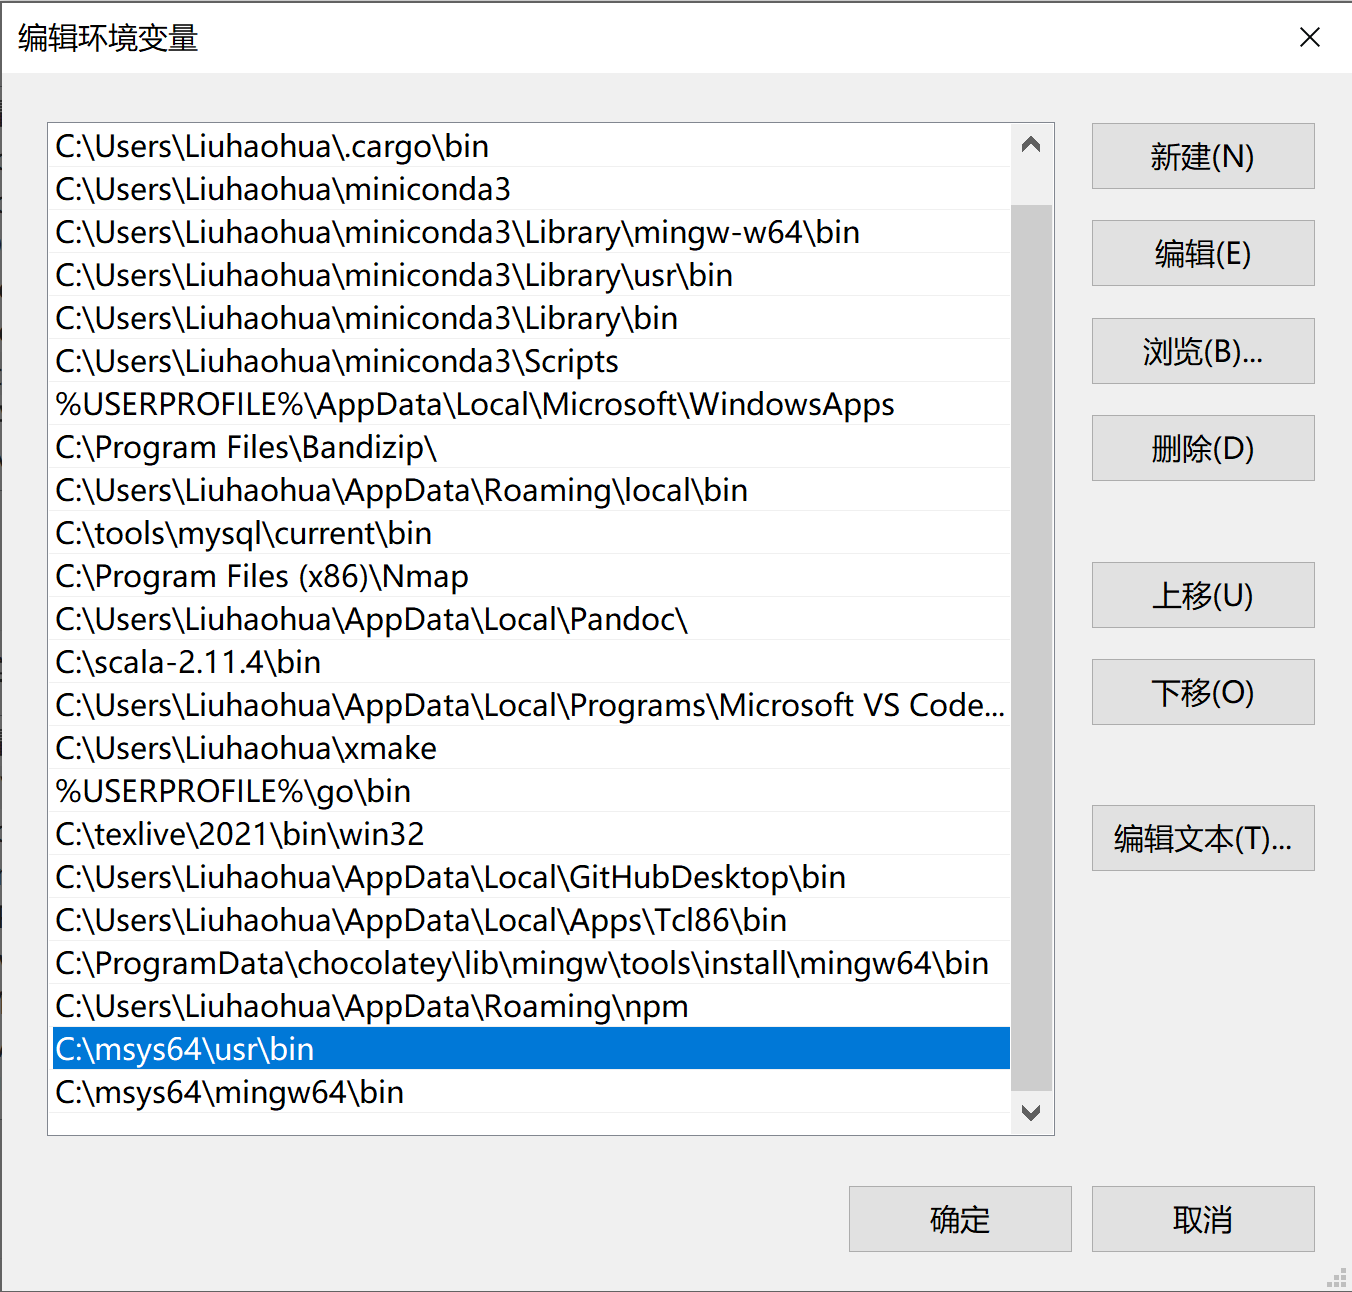 编辑环境变量
C:\Users\Liuhaohua\.cargo\bin
C:\Users\Liuhaohua\miniconda3
C:\Users\Liuhaohua\miniconda3\Library\mingw-w64\bin
C:\Users\Liuhaohua\miniconda3\Library\usr\bin
C:\Users\Liuhaohua\miniconda3\Library\bin
C:\Users\Liuhaohua\miniconda3\Scripts
%USERPROFILE%\AppData\Local\Microsoft\WindowsApps
C:\Program Files\Bandizip\
C:\Users\Liuhaohua\AppData\Roaming\local\bin
C:\tools\mysql\current\bin
C:\Program Files (x86)\Nmap
C:\Users\Liuhaohua\AppData\Local\Pandoc\
C:\scala-2.11.4\bin
C:\Users\Liuhaohua\AppData\Local\Programs\Microsoft VS Code...
C:\Users\Liuhaohua\xmake
%USERPROFILE%\go\bin
C:\texlive\2021\bin\win32
C:\Users\Liuhaohua\AppData\Local\GitHubDesktop\bin
C:\Users\Liuhaohua\AppData\Local\Apps\Tcl86\bin
C:\ProgramData\chocolatey\lib\mingw\tools\install\mingw64\bin
C:\Users\Liuhaohua\AppData\Roaming\npm
C:\msys64\usr\bin
C:\msys64\mingw64\bin
新建(N)
编辑(E)
浏览(B)...
删除(D)
上移(U)
下移(O)
编辑文本(T)...
确定
取消